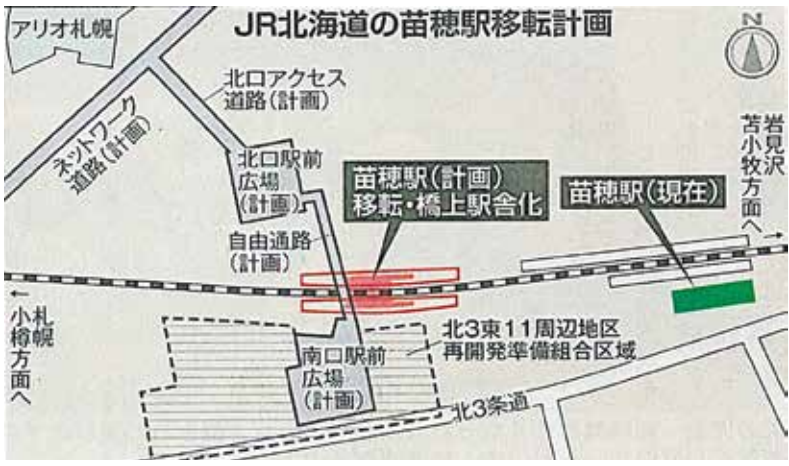 JR北海道の苗穂駅移転計画
アリオ札幌
N
北口アクセス
道路(計画)
ネットワーク
道路(計画)
北口駅前
広場
(計画)
苗穂駅(計画)
移転・橋上駅舎化
苗穂駅(現在)
岩見沢
苫小牧方面へ
→
自由通路
(計画)
←
札幌
小樽方面へ
南口駅前
広場
(計画)
北3東11周辺地区
再開発準備組合区域
北3条通